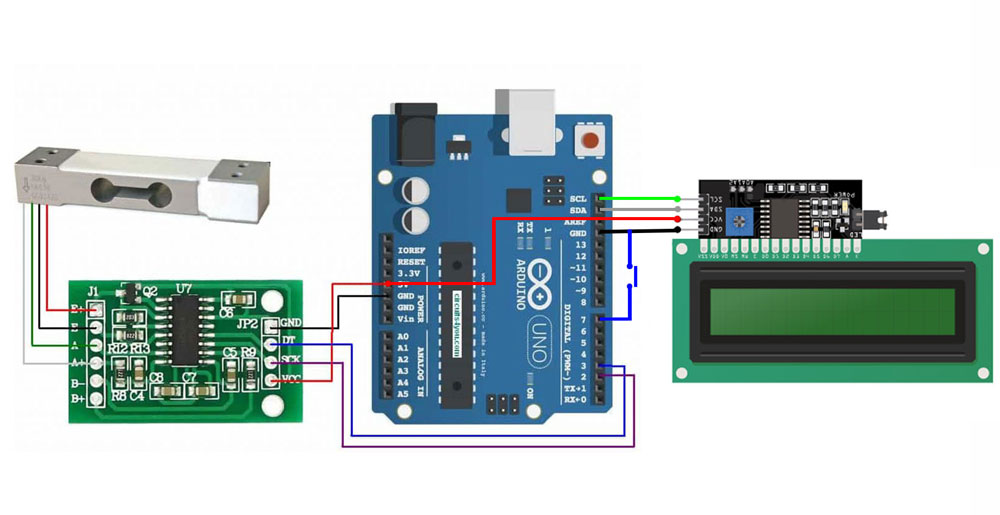 J1
Q2
U7
C6
E+
E-
A-
A+
B-
B+
JP2
GND
DT
SCK
VCC
R12 R13
R8
C4
C8
C7
C5
R9
IOREF
RESET
3.3V
5V
GND
GND
Vin
POWER
A0
A1
A2
A3
A4
A5
ANALOG IN
circuits4you.com
TX
RX
1
ARDUINO
UNO
ON
SCL
SDA
AREF
GND
13
12
~11
~10
~9
8
7
6
5
4
3
2
TX→1
RX←0
DIGITAL (PWM~)
A0A1A2
SCL
SDA
VCC
GND
POWER
LED